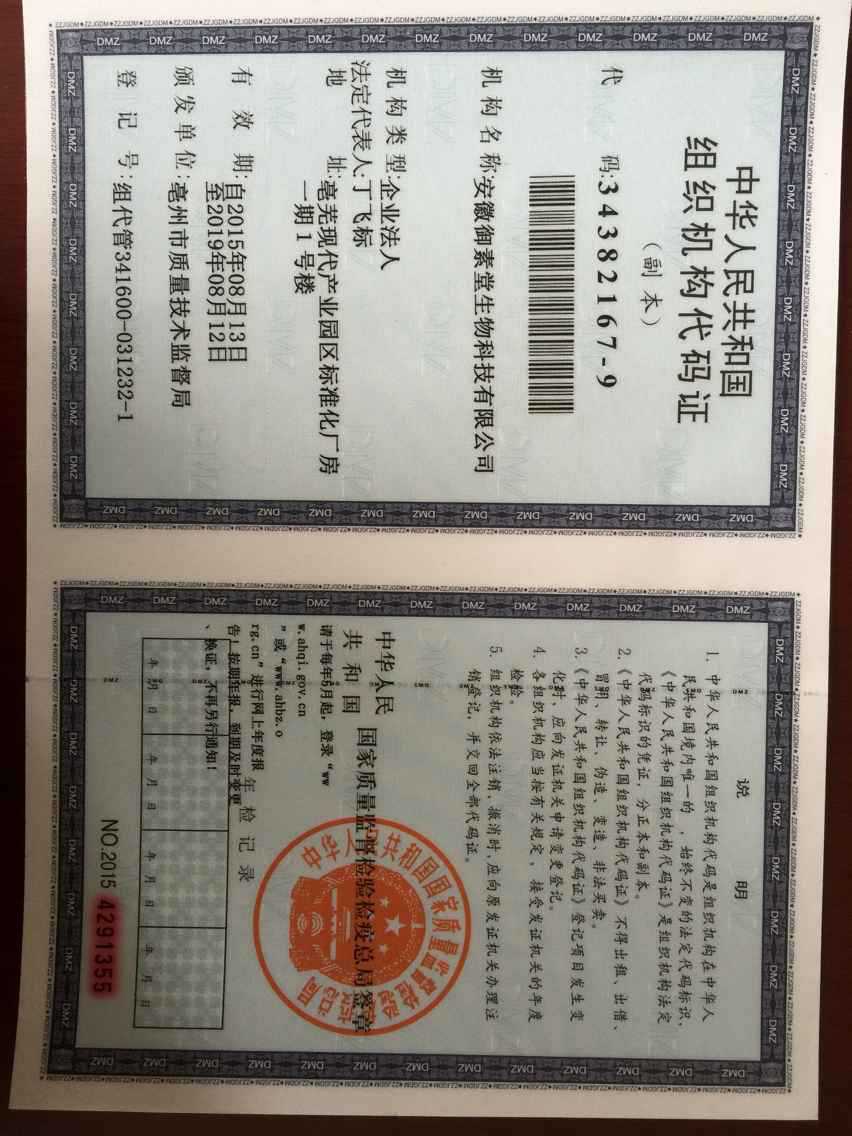 中华人民共和国
组织机构代码证
（副本）
代 码:34382167-9
机构名称:安徽御素堂生物科技有限公司
机构类型:企业法人
法定代表人:丁飞标
地 址:亳芜现代产业园区标准化厂房
一期1号楼
有效期:自2015年08月13日
至2019年08月12日
颁发单位:亳州市质量技术监督局
登记号:组代管341600-031232-1
说 明
1. 中华人民共和国组织机构代码是组织机构在中华人
民共和国境内唯一的、始终不变的法定代码标识，
《中华人民共和国组织机构代码证》是组织机构法定
代码标识的凭证，分正本和副本。
2.《中华人民共和国组织机构代码证》不得出租、出借、
冒用、转让、伪造、变造、非法买卖。
3.《中华人民共和国组织机构代码证》登记项目发生变
化时，应向发证机关申请变更登记。
4. 各组织机构应当按有关规定，接受发证机关的年度
检验。
5. 组织机构依法注销、撤消时，应向原发证机关办理注
销登记，并交回全部代码证。
中华人民
共和国 国家质量监督检验检疫总局签章
中华人民共和国国家质量监督检验检疫总局
请于每年6月起，登录“ww
w.ahqi.gov.cn
”或“www.ahbz.o
rg.cn”进行网上年度报
告！按期年报，到期及时变更
、换证，不再另行通知！
年检记录
年 月 日
年 月 日
年 月 日
年 月 日
NO.2015 4291355